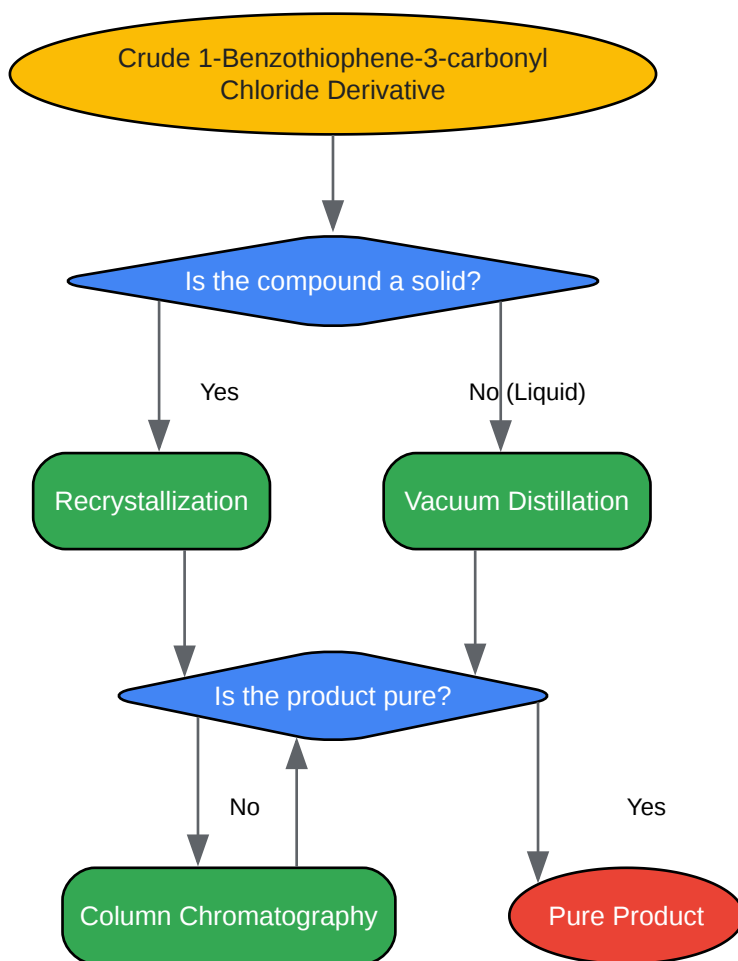 Crude 1-Benzothiophene-3-carbonyl
Chloride Derivative
Is the compound a solid?
Yes
No (Liquid)
Recrystallization
Vacuum Distillation
Is the product pure?
No
Yes
Column Chromatography
Pure Product